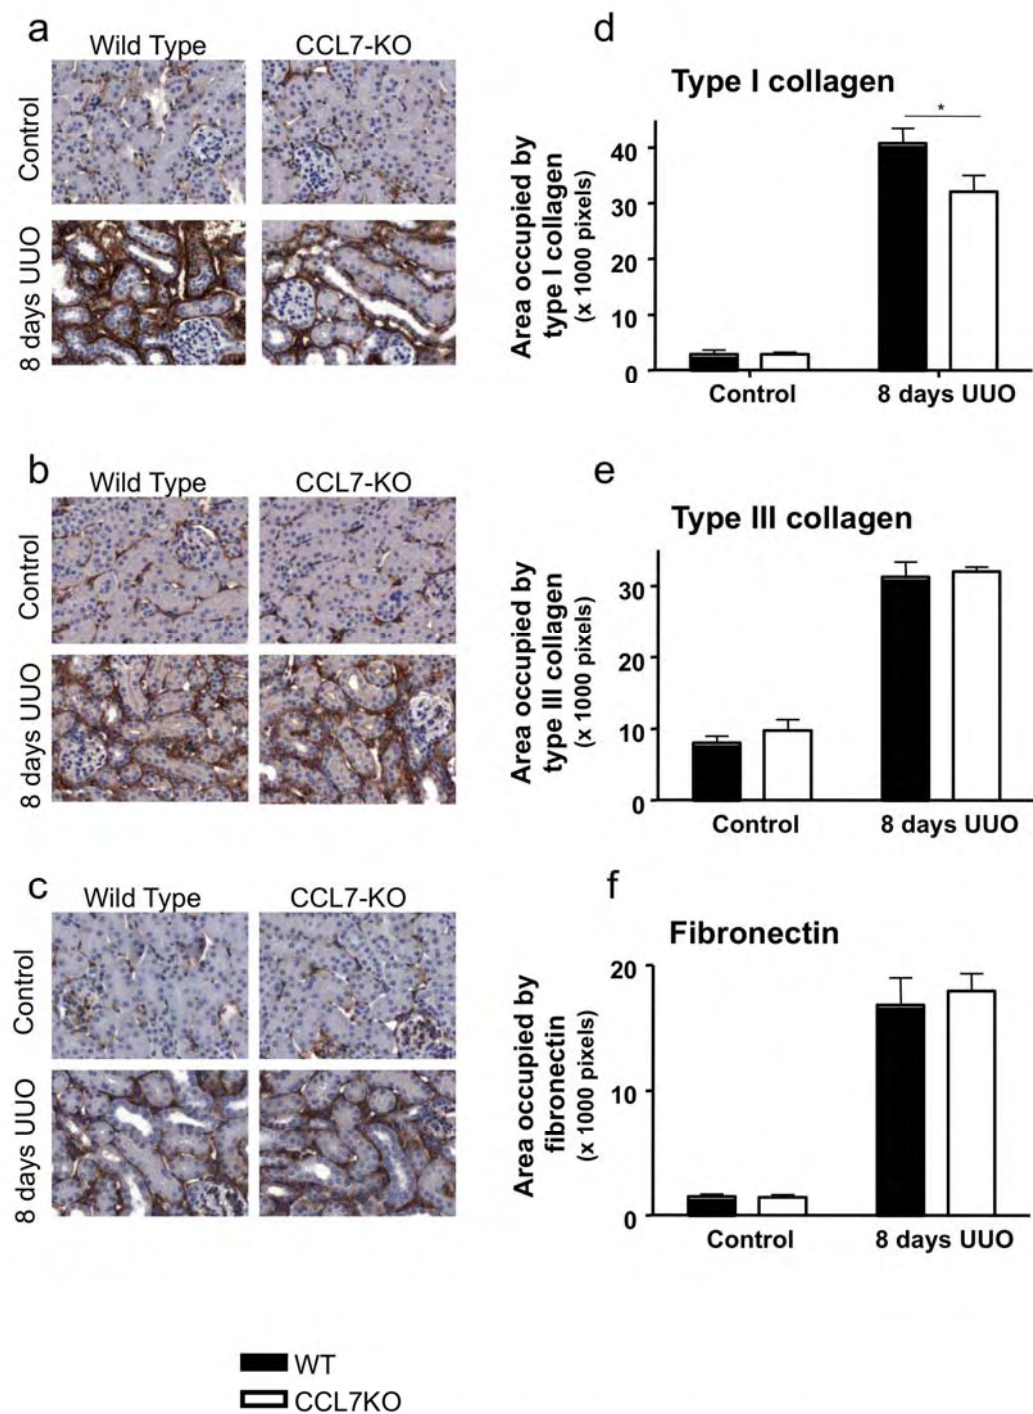 a
Wild Type CCL7-KO
Control
8 days UUO
d
Type I collagen
Area occupied by
type I collagen
(x 1000 pixels)
*
40
30
20
10
0
Control 8 days UUO
b
Wild Type CCL7-KO
Control
8 days UUO
e
Type III collagen
Area occupied by
type III collagen
(x 1000 pixels)
30
20
10
0
Control 8 days UUO
c
Wild Type CCL7-KO
Control
8 days UUO
f
Fibronectin
Area occupied by
fibronectin
(x 1000 pixels)
20
10
0
Control 8 days UUO
WT
CCL7KO